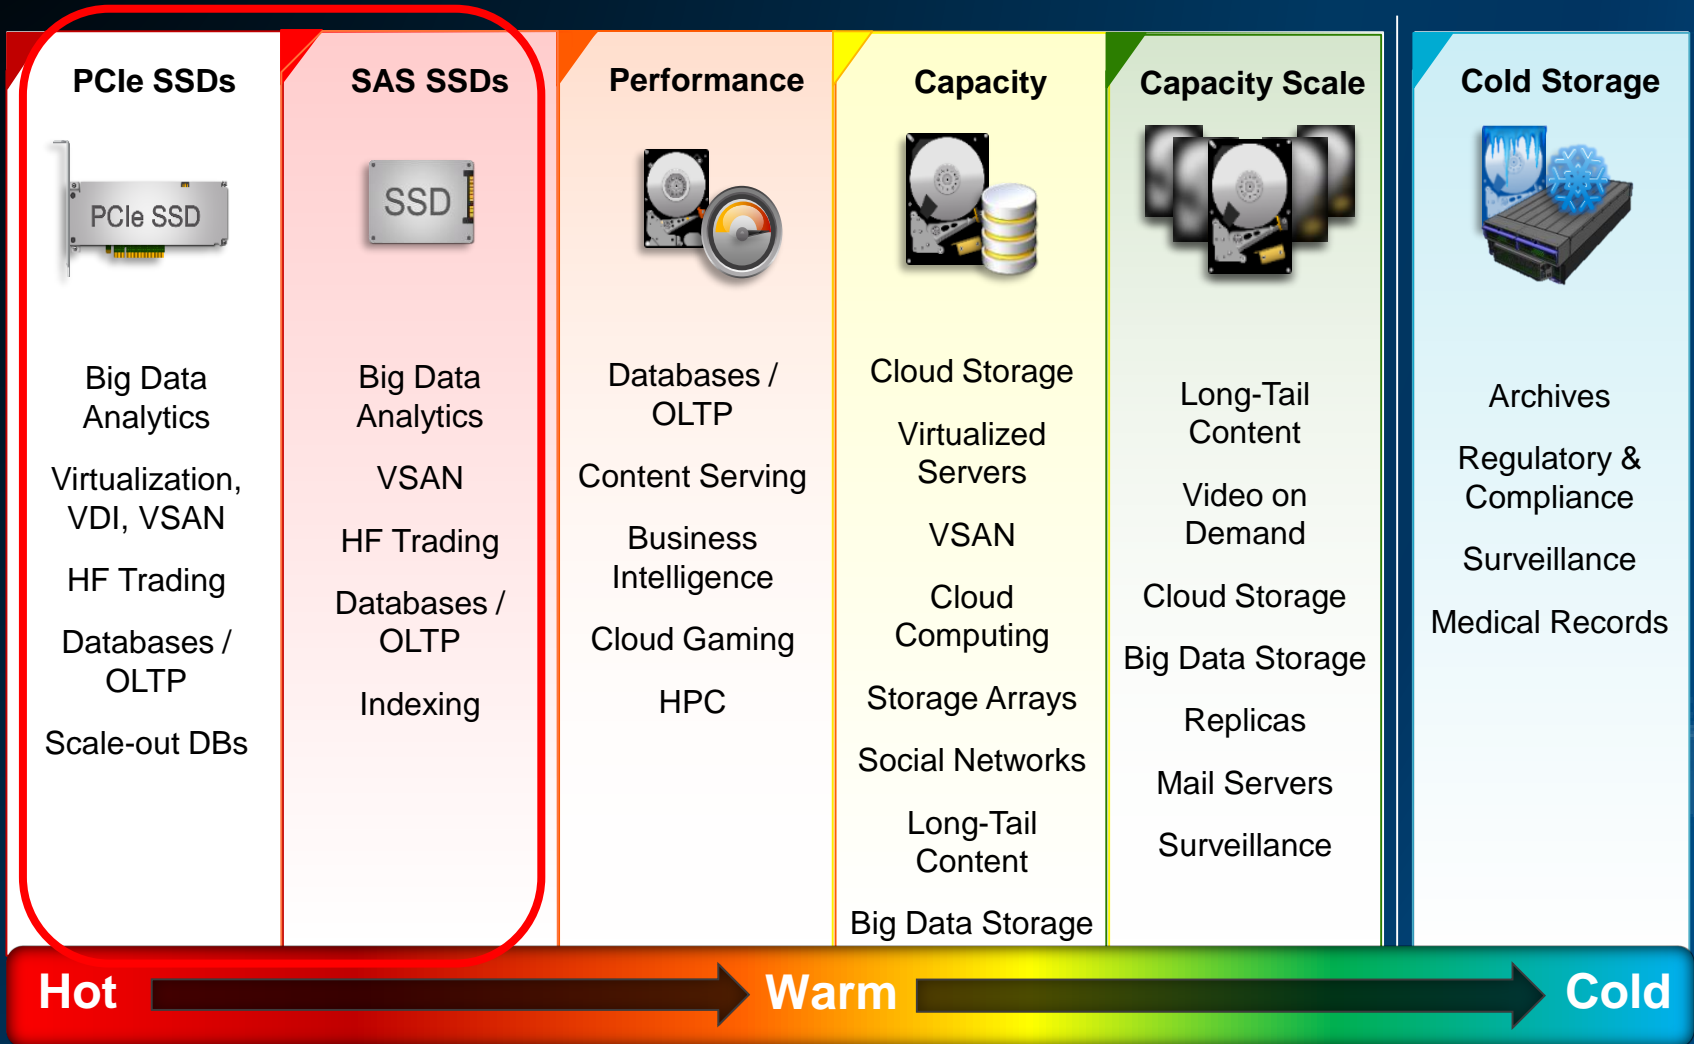 PCIe SSDs
PCIe SSD
Big Data
Analytics
Virtualization,
VDI, VSAN
HF Trading
Databases /
OLTP
Scale-out DBs
SAS SSDs
SSD
Big Data
Analytics
VSAN
HF Trading
Databases /
OLTP
Indexing
Performance
Databases /
OLTP
Content Serving
Business
Intelligence
Cloud Gaming
HPC
Capacity
Cloud Storage
Virtualized
Servers
VSAN
Cloud
Computing
Storage Arrays
Social Networks
Long-Tail
Content
Big Data Storage
Capacity Scale
Long-Tail
Content
Video on
Demand
Cloud Storage
Big Data Storage
Replicas
Mail Servers
Surveillance
Cold Storage
Archives
Regulatory &
Compliance
Surveillance
Medical Records
Hot
Warm
Cold